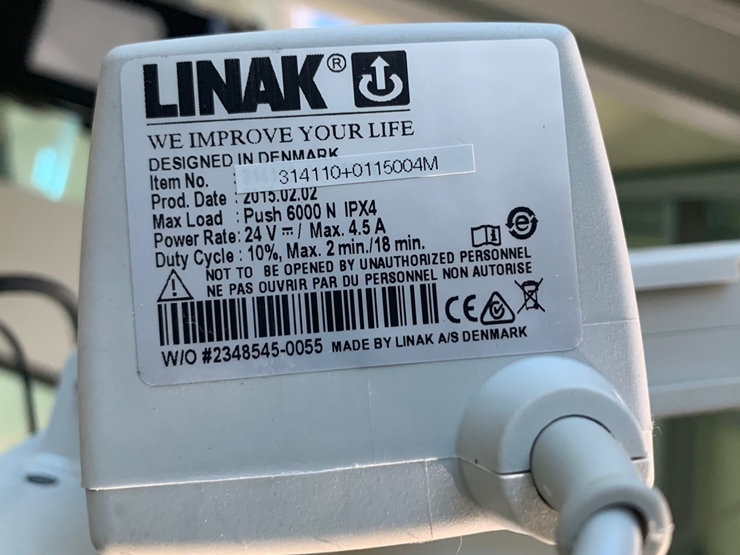 LINAK®
WE IMPROVE YOUR LIFE
DESIGNED IN DENMARK
Item No. 314110+0115004M
Prod. Date : 2015.02.02
Max Load : Push 6000 N IPX4
Power Rate: 24 V ⎓ / Max. 4.5 A
Duty Cycle : 10%, Max. 2 min./18 min.
NOT TO BE OPENED BY UNAUTHORIZED PERSONNEL
NE PAS OUVRIR PAR DU PERSONNEL NON AUTORISE
CE
W/O #2348545-0055 MADE BY LINAK A/S DENMARK